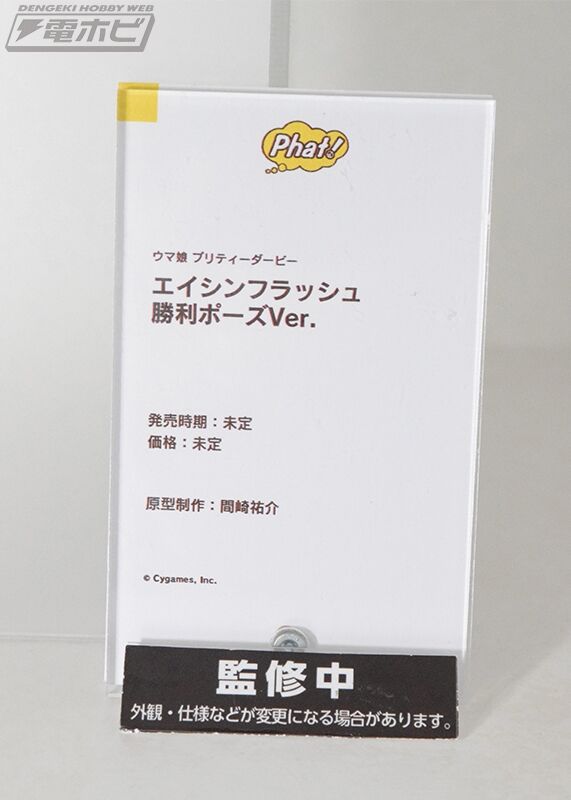 DENGEKI HOBBY WEB
電ホビ
Phat!
ウマ娘 プリティーダービー
エイシンフラッシュ
勝利ポーズVer.
発売時期：未定
価格：未定
原型制作：間崎祐介
© Cygames, Inc.
監修中
外観・仕様などが変更になる場合があります。